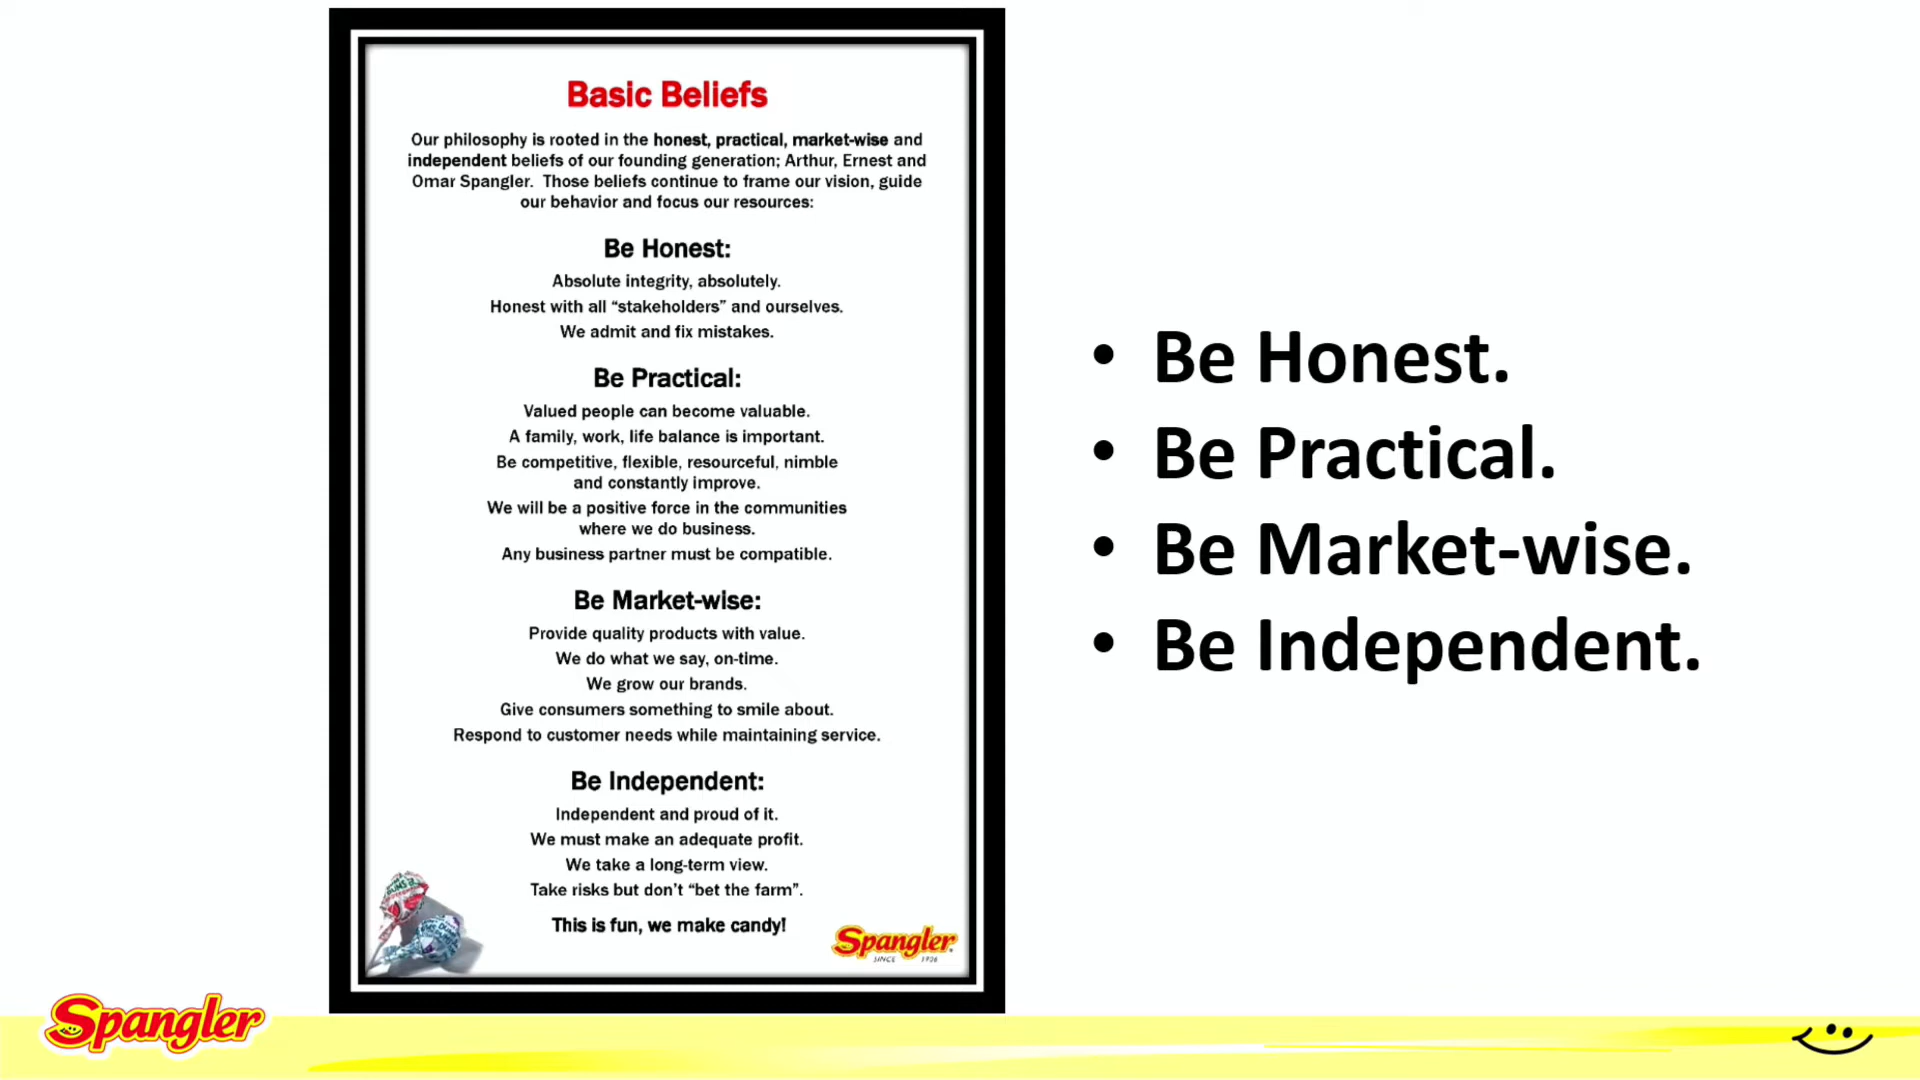 Basic Beliefs
Our philosophy is rooted in the honest, practical, market-wise and
independent beliefs of our founding generation; Arthur, Ernest and
Omar Spangler. Those beliefs continue to frame our vision, guide
our behavior and focus our resources:
Be Honest:
Absolute integrity, absolutely.
Honest with all “stakeholders” and ourselves.
We admit and fix mistakes.
Be Practical:
Valued people can become valuable.
A family, work, life balance is important.
Be competitive, flexible, resourceful, nimble
and constantly improve.
We will be a positive force in the communities
where we do business.
Any business partner must be compatible.
Be Market-wise:
Provide quality products with value.
We do what we say, on-time.
We grow our brands.
Give consumers something to smile about.
Respond to customer needs while maintaining service.
Be Independent:
Independent and proud of it.
We must make an adequate profit.
We take a long-term view.
Take risks but don’t “bet the farm”.
This is fun, we make candy!
Spangler
SINCE 1906
• Be Honest.
• Be Practical.
• Be Market-wise.
• Be Independent.
Spangler